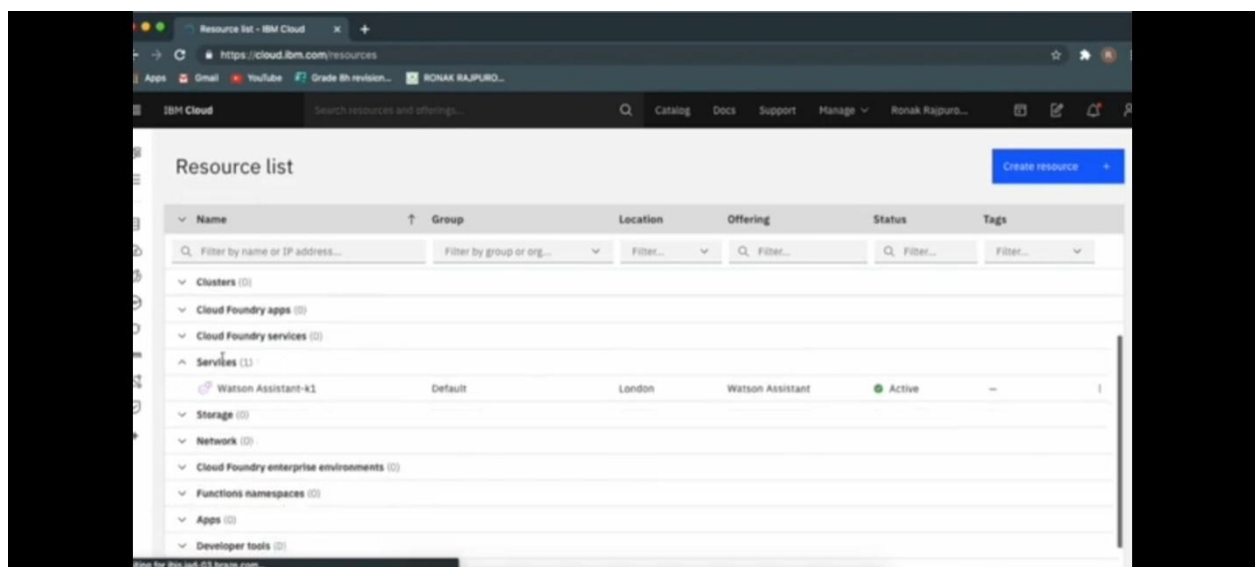 Resource list - IBM Cloud
https://cloud.ibm.com/resources
Apps Gmail YouTube Grade 8h revision... RONAK RAJPURO...
IBM Cloud Search resources and offerings... Catalog Docs Support Manage Ronak Rajpuro...
Resource list Create resource +
Name Group Location Offering Status Tags
Filter by name or IP address... Filter by group or org... Filter... Filter... Filter... Filter...
Clusters (0)
Cloud Foundry apps (0)
Cloud Foundry services (0)
Services (1)
Watson Assistant-k1 Default London Watson Assistant Active –
Storage (0)
Network (0)
Cloud Foundry enterprise environments (0)
Functions namespaces (0)
Apps (0)
Developer tools (0)